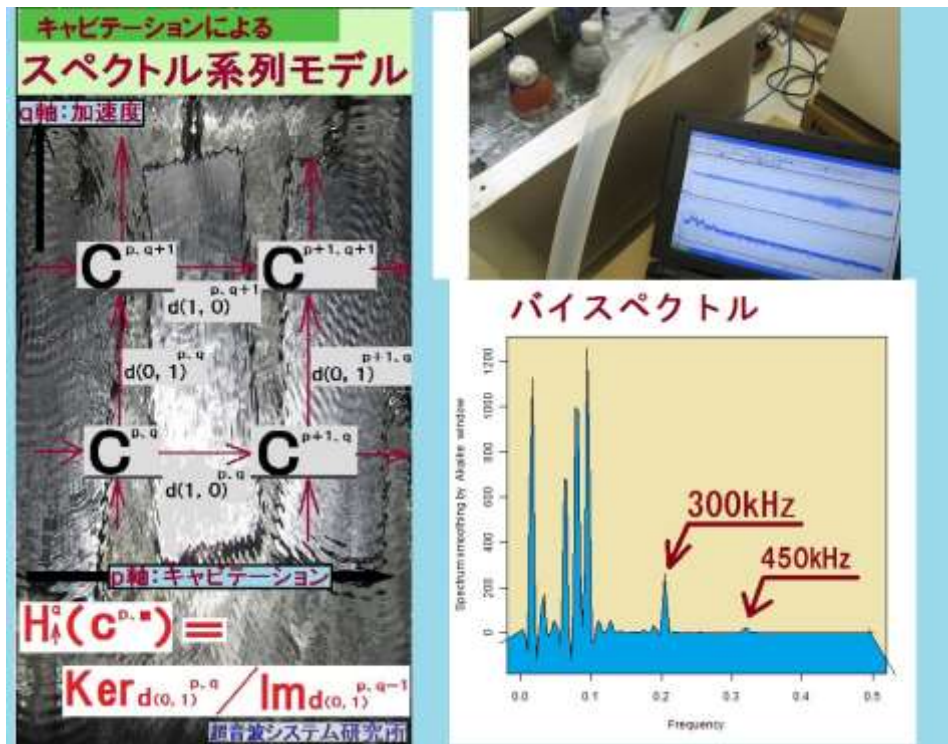 キャビテーションによる
スペクトル系列モデル
q軸:加速度
C p,q+1
C p+1,q+1
d(1,0) p,q+1
d(0,1) p,q
d(0,1) p+1,q
C p,q
C p+1,q
d(1,0) p,q
p軸:キャビテーション
H↑q(C p,■)=
Ker d(0,1) p,q / Im d(0,1) p,q-1
超音波システム研究所
バイスペクトル
Spectrum smoothing by Akaike window
1200
1000
800
600
400
200
0
300kHz
450kHz
0.0 0.1 0.2 0.3 0.4 0.5
Frequency